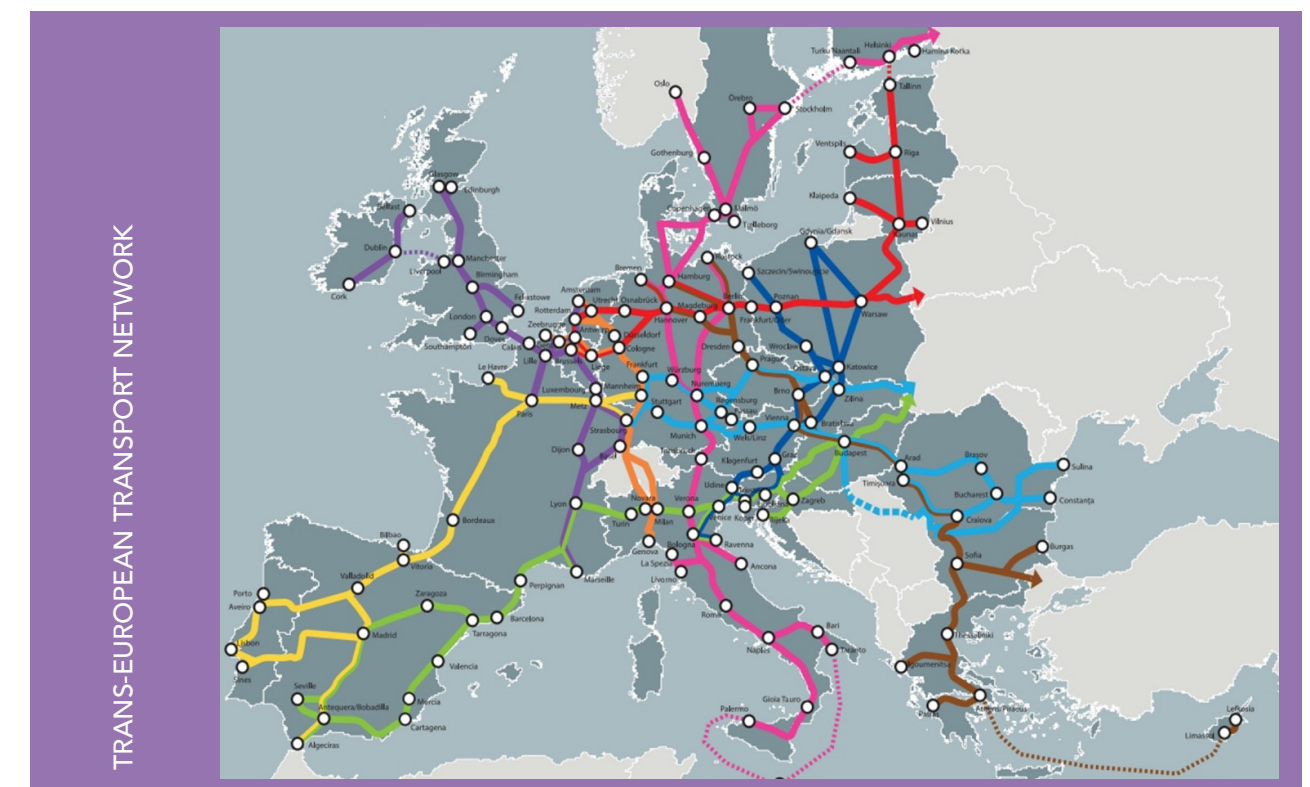 TRANS-EUROPEAN TRANSPORT NETWORK
Helsinki
Turku Naantali
Hamina Kotka
Tallinn
Oslo
Örebro
Stockholm
Ventspils
Riga
Gothenburg
Klaipeda
Vilnius
Kaunas
Glasgow
Edinburgh
Belfast
Copenhagen
Malmö
Trelleborg
Gdynia/Gdansk
Dublin
Liverpool
Manchester
Cork
Birmingham
Rostock
Bremen
Hamburg
Szczecin/Swinoujscie
Felixstowe
Amsterdam
Utrecht
Osnabrück
Magdeburg
Berlin
Poznan
Warsaw
London
Rotterdam
Hannover
Frankfurt/Oder
Southampton
Dover
Zeebrugge
Antwerp
Düsseldorf
Calais
Cologne
Dresden
Wroclaw
Lille
Brussels
Liege
Prague
Ostava
Katowice
Le Havre
Frankfurt
Würzburg
Nuremberg
Luxembourg
Mannheim
Brno
Zilina
Paris
Metz
Stuttgart
Regensburg
Passau
Strasbourg
Munich
Wels/Linz
Vienna
Bratislava
Dijon
Basel
Innsbruck
Klagenfurt
Graz
Budapest
Arad
Braşov
Sulina
Udine
Timişoara
Bucharest
Constanţa
Lyon
Novara
Verona
Venice
Koper
Ljubljana
Zagreb
Turin
Milan
Rijeka
Craiova
Bordeaux
Genova
Bologna
Ravenna
Bilbao
La Spezia
Ancona
Sofia
Burgas
Vitoria
Marseille
Livorno
Valladolid
Perpignan
Porto
Aveiro
Zaragoza
Barcelona
Roma
Madrid
Tarragona
Bari
Naples
Taranto
Thessaloniki
Lisbon
Sines
Valencia
Igoumenitsa
Seville
Murcia
Gioia Tauro
Antequera/Bobadilla
Palermo
Patras
Athens/Piraeus
Cartagena
Lefkosia
Limassol
Algeciras